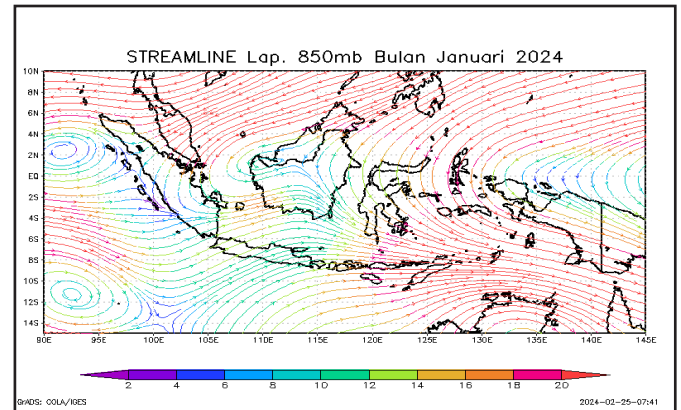 STREAMLINE Lap. 850mb Bulan Januari 2024
10N
8N
6N
4N
2N
EQ
2S
4S
6S
8S
10S
12S
14S
90E 95E 100E 105E 110E 115E 120E 125E 130E 135E 140E 145E
2 4 6 8 10 12 14 16 18 20
GrADS: COLA/IGES 2024-02-25-07:41